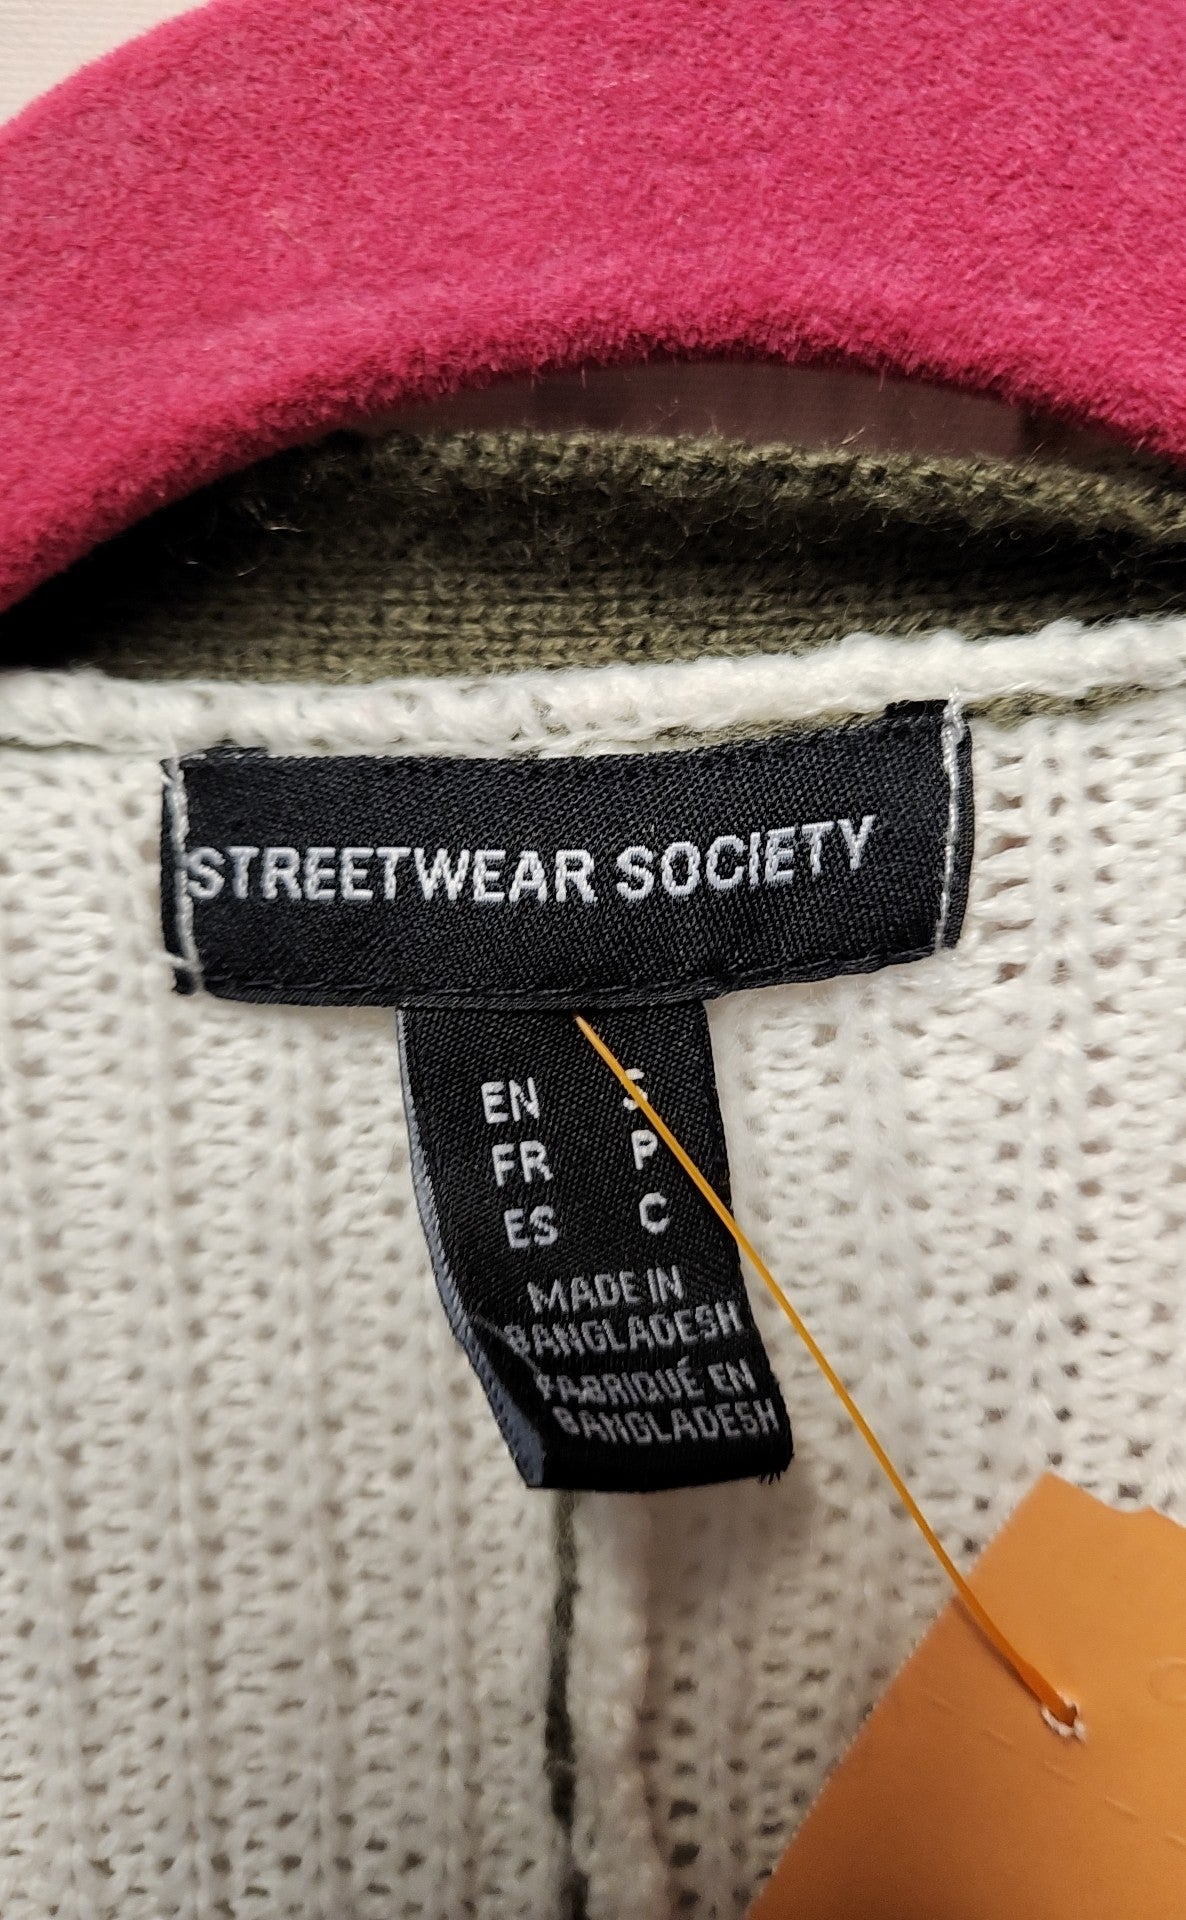 STREETWEAR SOCIETY
EN S
FR P
ES C
MADE IN
BANGLADESH
FABRIQUÉ EN
BANGLADESH